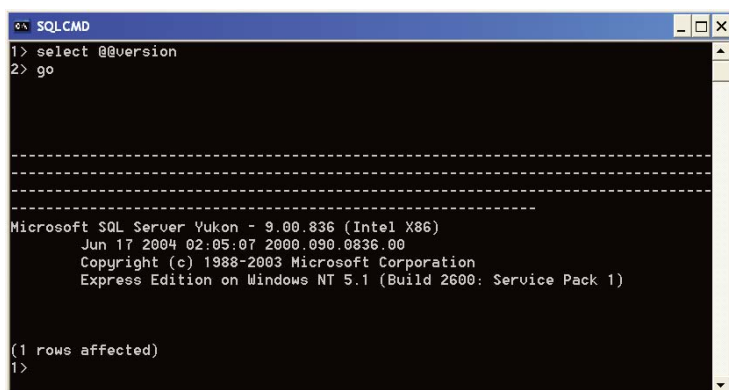 SQLCMD
1> select @@version
2> go
--------------------------------------------------------------------------------
--------------------------------------------------------------------------------
--------------------------------------------------------------------------------
------------------------------------------------------------
Microsoft SQL Server Yukon - 9.00.836 (Intel X86)
Jun 17 2004 02:05:07 2000.090.0836.00
Copyright (c) 1988-2003 Microsoft Corporation
Express Edition on Windows NT 5.1 (Build 2600: Service Pack 1)
(1 rows affected)
1>